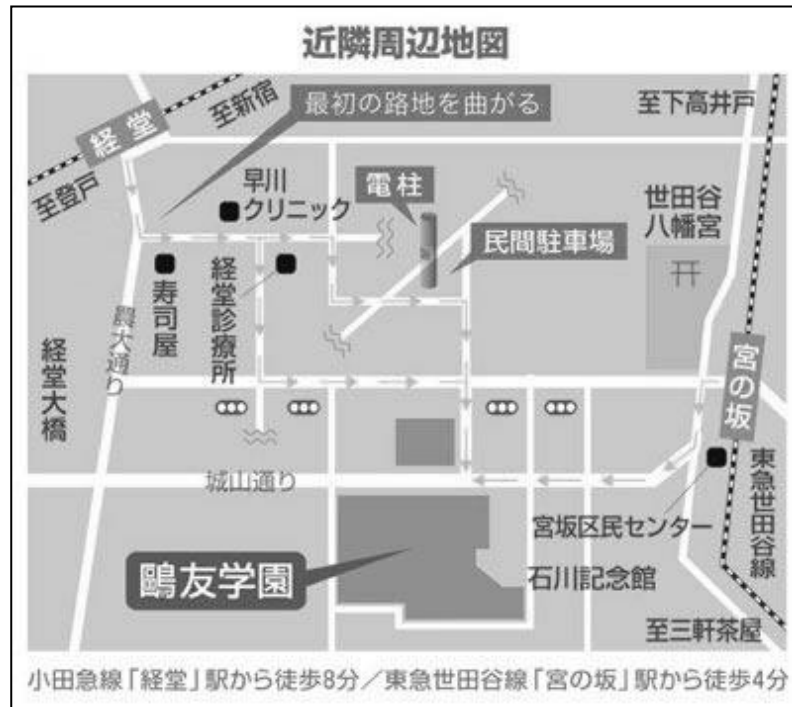 近隣周辺地図
至新宿
最初の路地を曲がる
至下高井戸
経堂
至登戸
早川
クリニック
電柱
世田谷
八幡宮
民間駐車場
寿司屋
経堂診療所
農大通り
経堂大橋
宮の坂
城山通り
東急世田谷線
宮坂区民センター
鷗友学園
石川記念館
至三軒茶屋
小田急線「経堂」駅から徒歩8分／東急世田谷線「宮の坂」駅から徒歩4分